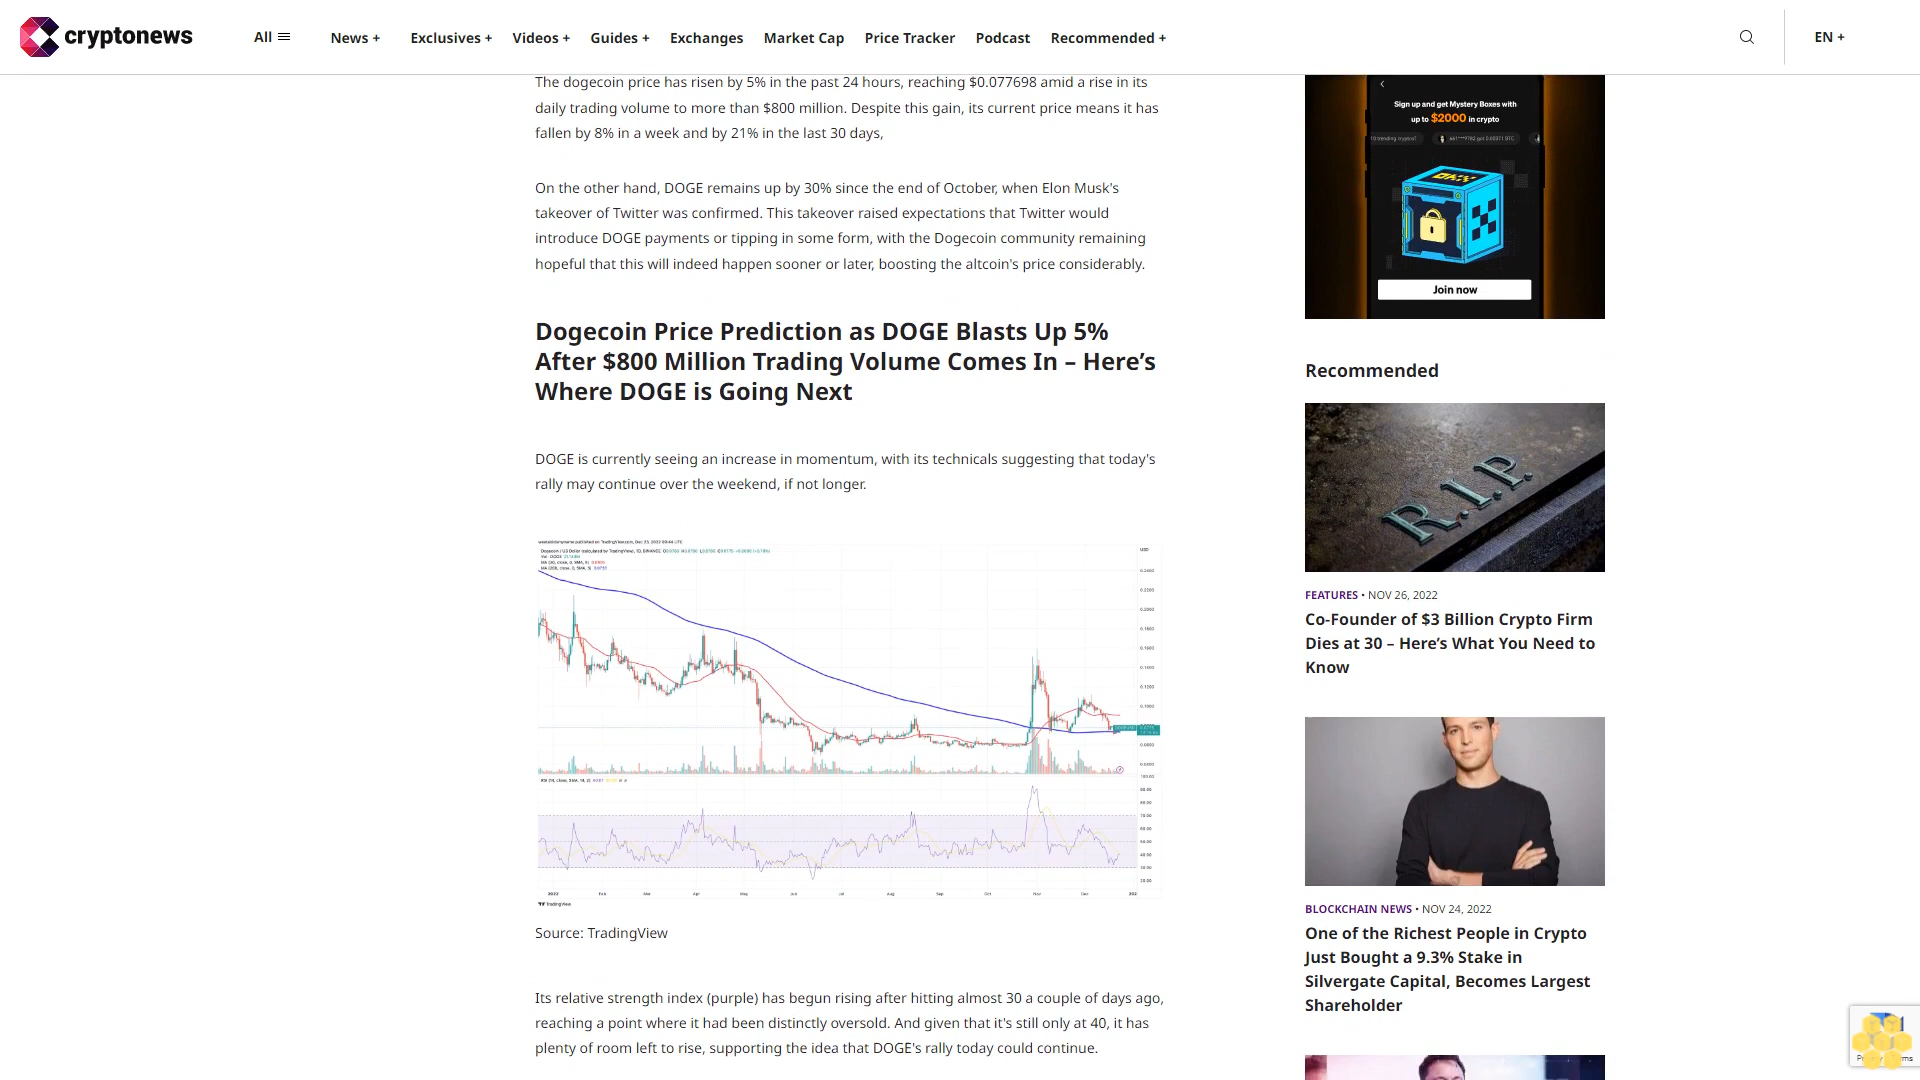 cryptonews
All
News +
Exclusives +
Videos +
Guides +
Exchanges
Market Cap
Price Tracker
Podcast
Recommended +
EN +
The dogecoin price has risen by 5% in the past 24 hours, reaching $0.077698 amid a rise in its
daily trading volume to more than $800 million. Despite this gain, its current price means it has
fallen by 8% in a week and by 21% in the last 30 days,
On the other hand, DOGE remains up by 30% since the end of October, when Elon Musk's
takeover of Twitter was confirmed. This takeover raised expectations that Twitter would
introduce DOGE payments or tipping in some form, with the Dogecoin community remaining
hopeful that this will indeed happen sooner or later, boosting the altcoin's price considerably.
Dogecoin Price Prediction as DOGE Blasts Up 5%
After $800 Million Trading Volume Comes In – Here’s
Where DOGE is Going Next
DOGE is currently seeing an increase in momentum, with its technicals suggesting that today's
rally may continue over the weekend, if not longer.
TradingView
Source: TradingView
Its relative strength index (purple) has begun rising after hitting almost 30 a couple of days ago,
reaching a point where it had been distinctly oversold. And given that it's still only at 40, it has
plenty of room left to rise, supporting the idea that DOGE's rally today could continue.
Sign up and get Mystery Boxes with
up to $2000 in crypto
Join now
Recommended
R.I.P.
FEATURES • NOV 26, 2022
Co-Founder of $3 Billion Crypto Firm
Dies at 30 – Here’s What You Need to
Know
BLOCKCHAIN NEWS • NOV 24, 2022
One of the Richest People in Crypto
Just Bought a 9.3% Stake in
Silvergate Capital, Becomes Largest
Shareholder